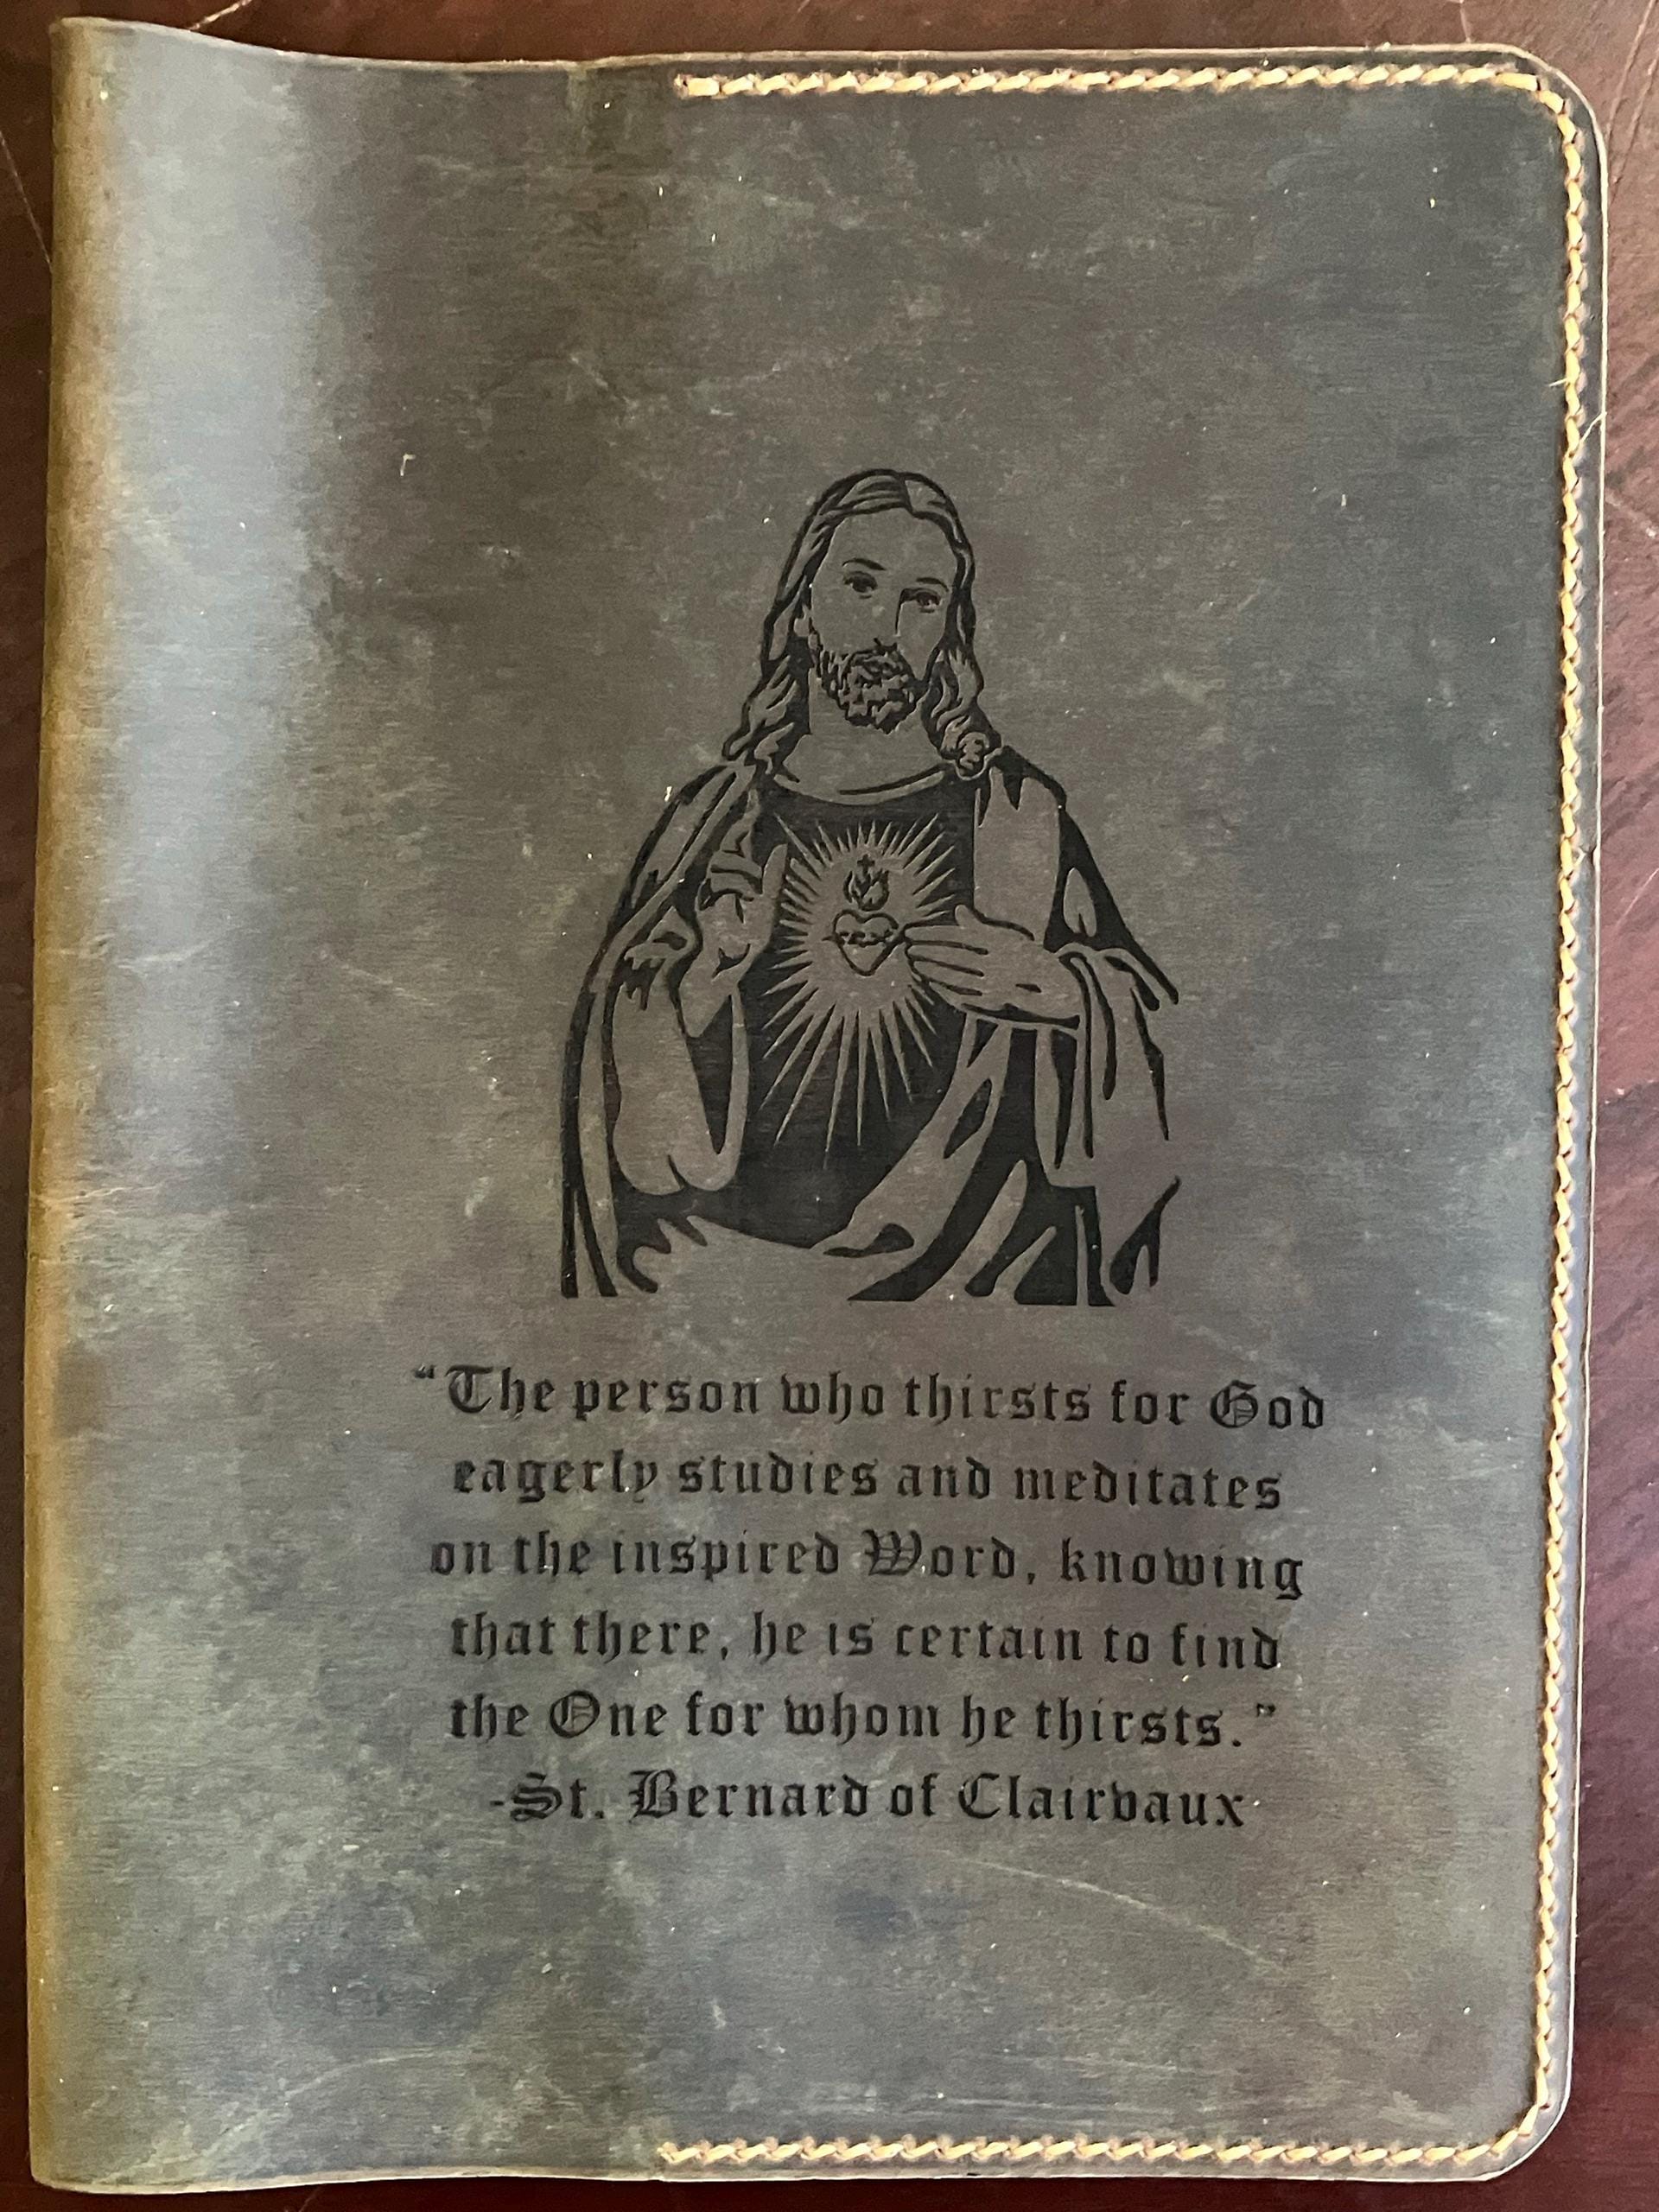 “The person who thirsts for God
eagerly studies and meditates
on the inspired Word, knowing
that there, he is certain to find
the One for whom he thirsts.”
-St. Bernard of Clairvaux